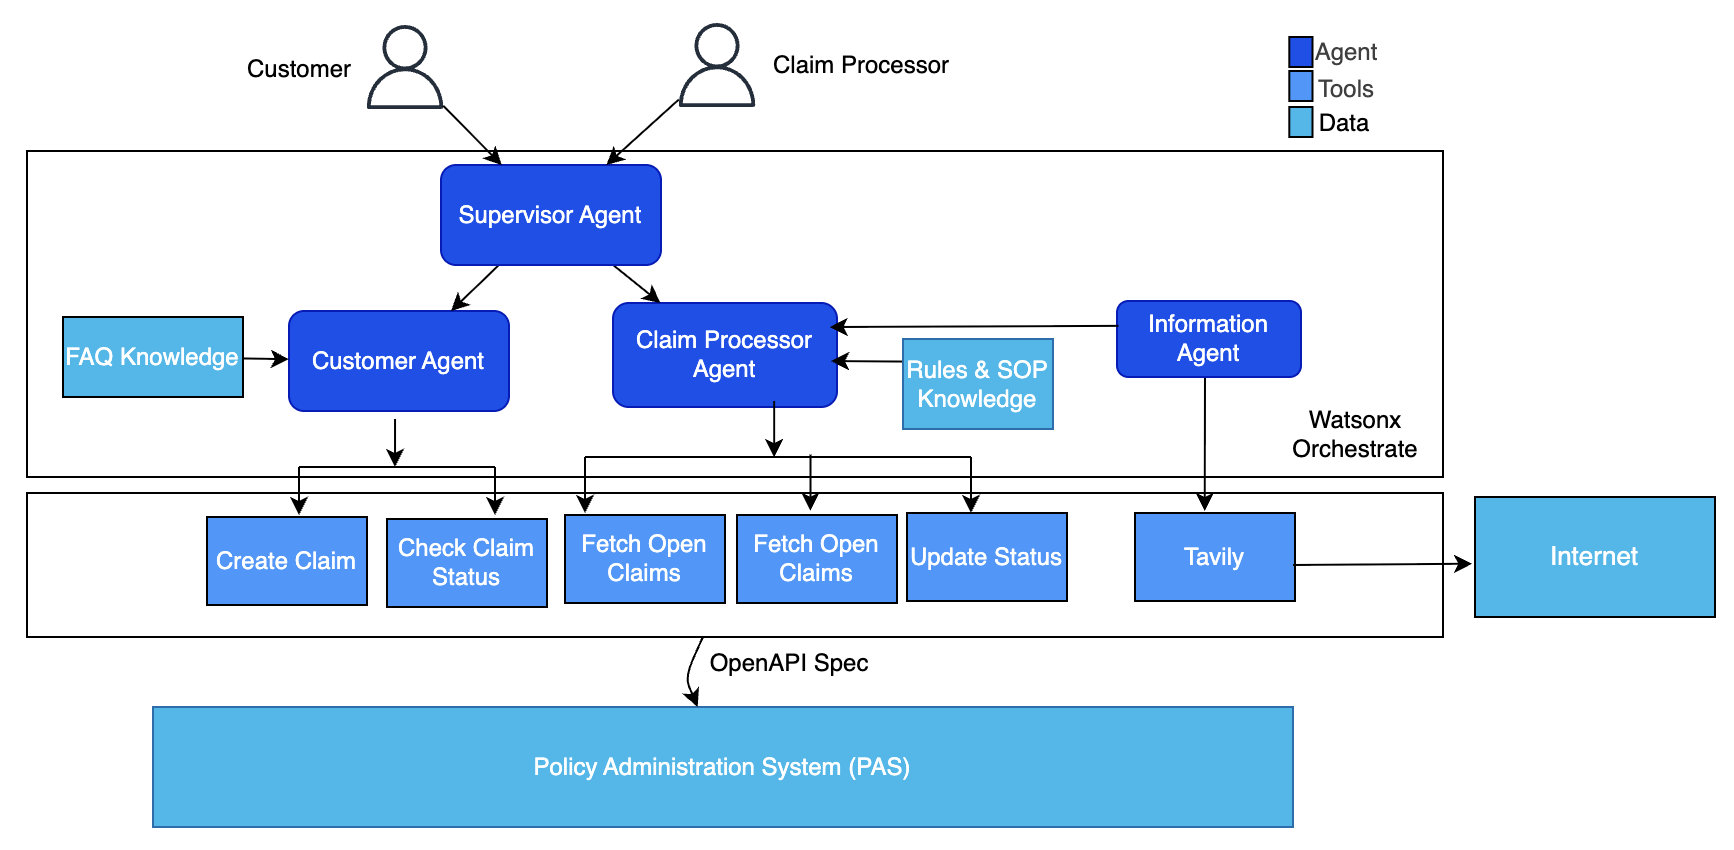 Customer
Claim Processor
Agent
Tools
Data
Supervisor Agent
FAQ Knowledge
Customer Agent
Claim Processor
Agent
Rules & SOP
Knowledge
Information
Agent
Watsonx
Orchestrate
Create Claim
Check Claim
Status
Fetch Open
Claims
Fetch Open
Claims
Update Status
Tavily
Internet
OpenAPI Spec
Policy Administration System (PAS)